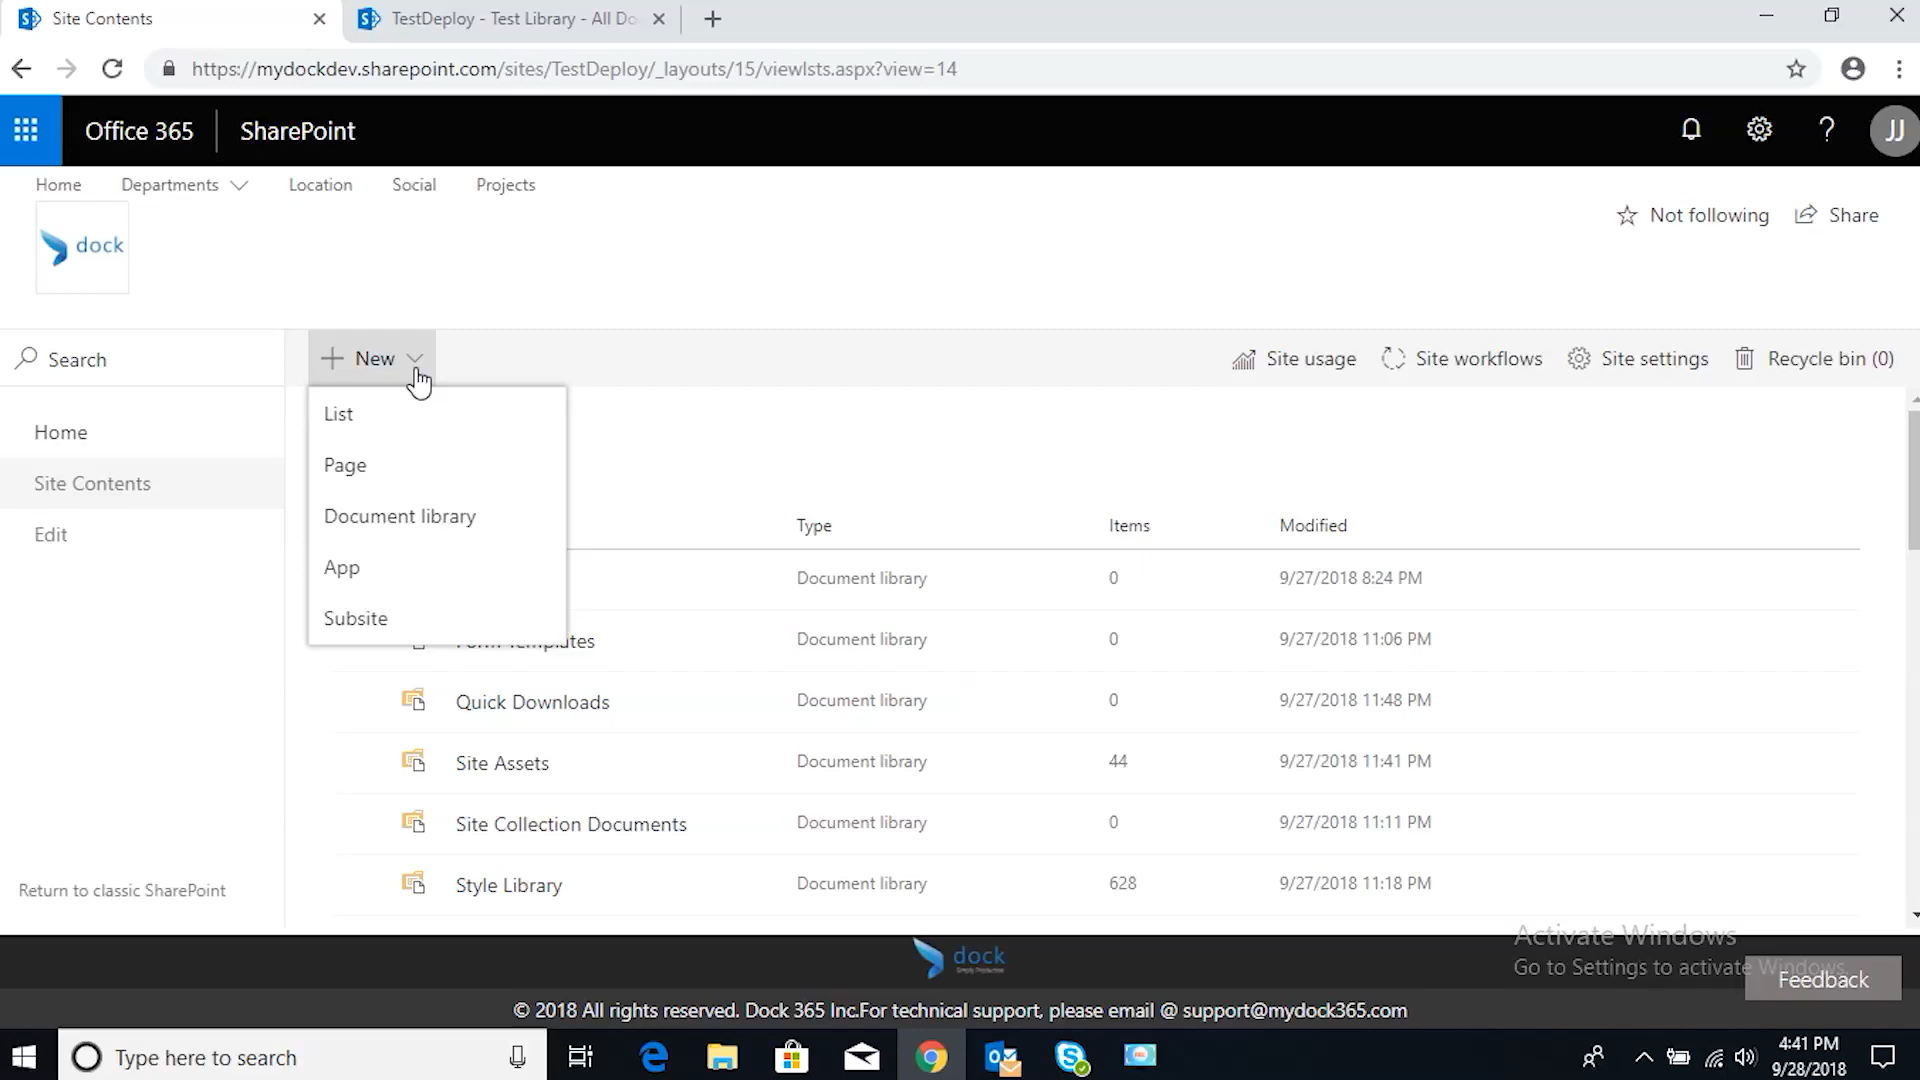 Site Contents
TestDeploy - Test Library - All Do
https://mydockdev.sharepoint.com/sites/TestDeploy/_layouts/15/viewlsts.aspx?view=14
Office 365 SharePoint
? JJ
Home Departments Location Social Projects
dock
Not following Share
Search
New
Site usage Site workflows Site settings Recycle bin (0)
Home
Site Contents
Edit
Return to classic SharePoint
List
Page
Document library
App
Subsite
Type Items Modified
Document library 0 9/27/2018 8:24 PM
Form Templates Document library 0 9/27/2018 11:06 PM
Quick Downloads Document library 0 9/27/2018 11:48 PM
Site Assets Document library 44 9/27/2018 11:41 PM
Site Collection Documents Document library 0 9/27/2018 11:11 PM
Style Library Document library 628 9/27/2018 11:18 PM
Activate Windows
Go to Settings to activate Windows.
Feedback
dock
Simply Productive
© 2018 All rights reserved. Dock 365 Inc.For technical support, please email @ support@mydock365.com
Type here to search
4:41 PM
9/28/2018